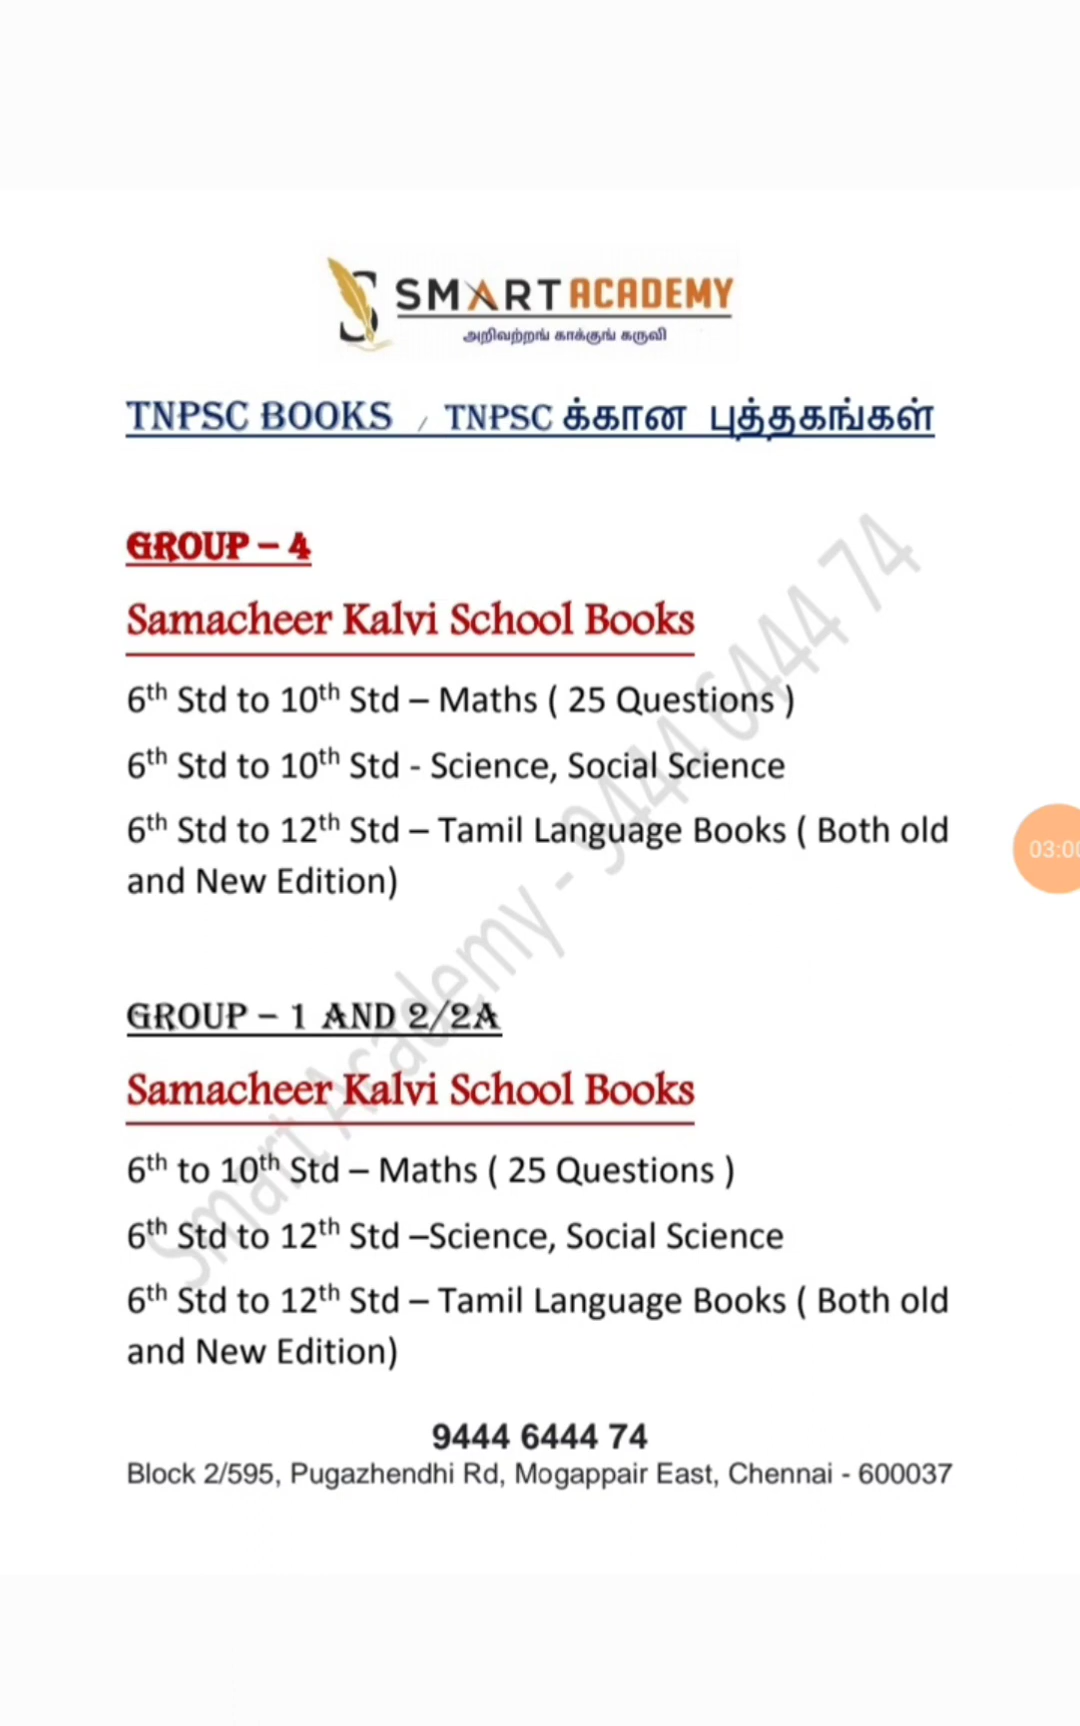 SMART ACADEMY
அறிவற்றங் காக்குங் கருவி
TNPSC BOOKS / TNPSC க்கான புத்தகங்கள்
GROUP – 4
Samacheer Kalvi School Books
6th Std to 10th Std – Maths ( 25 Questions )
6th Std to 10th Std - Science, Social Science
6th Std to 12th Std – Tamil Language Books ( Both old
and New Edition)
03:00
Smart Academy - 9444 6444 74
GROUP – 1 AND 2/2A
Samacheer Kalvi School Books
6th to 10th Std – Maths ( 25 Questions )
6th Std to 12th Std –Science, Social Science
6th Std to 12th Std – Tamil Language Books ( Both old
and New Edition)
9444 6444 74
Block 2/595, Pugazhendhi Rd, Mogappair East, Chennai - 600037